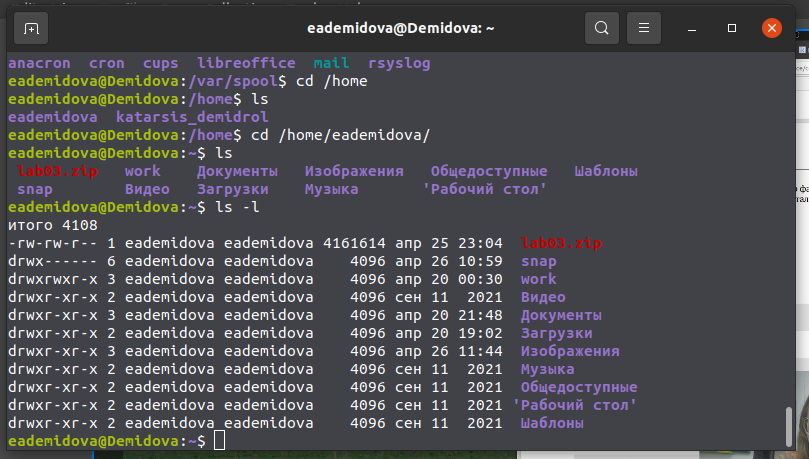 eademidova@Demidova: ~
anacron cron cups libreoffice mail rsyslog
eademidova@Demidova:/var/spool$ cd /home
eademidova@Demidova:/home$ ls
eademidova katarsis_demidrol
eademidova@Demidova:/home$ cd /home/eademidova/
eademidova@Demidova:~$ ls
lab03.zip work Документы Изображения Общедоступные Шаблоны
snap Видео Загрузки Музыка 'Рабочий стол'
eademidova@Demidova:~$ ls -l
итого 4108
-rw-rw-r-- 1 eademidova eademidova 4161614 апр 25 23:04 lab03.zip
drwx------ 6 eademidova eademidova 4096 апр 26 10:59 snap
drwxrwxr-x 3 eademidova eademidova 4096 апр 20 00:30 work
drwxr-xr-x 2 eademidova eademidova 4096 сен 11 2021 Видео
drwxr-xr-x 3 eademidova eademidova 4096 апр 20 21:48 Документы
drwxr-xr-x 2 eademidova eademidova 4096 апр 20 19:02 Загрузки
drwxr-xr-x 3 eademidova eademidova 4096 апр 26 11:44 Изображения
drwxr-xr-x 2 eademidova eademidova 4096 сен 11 2021 Музыка
drwxr-xr-x 2 eademidova eademidova 4096 сен 11 2021 Общедоступные
drwxr-xr-x 2 eademidova eademidova 4096 сен 11 2021 'Рабочий стол'
drwxr-xr-x 2 eademidova eademidova 4096 сен 11 2021 Шаблоны
eademidova@Demidova:~$